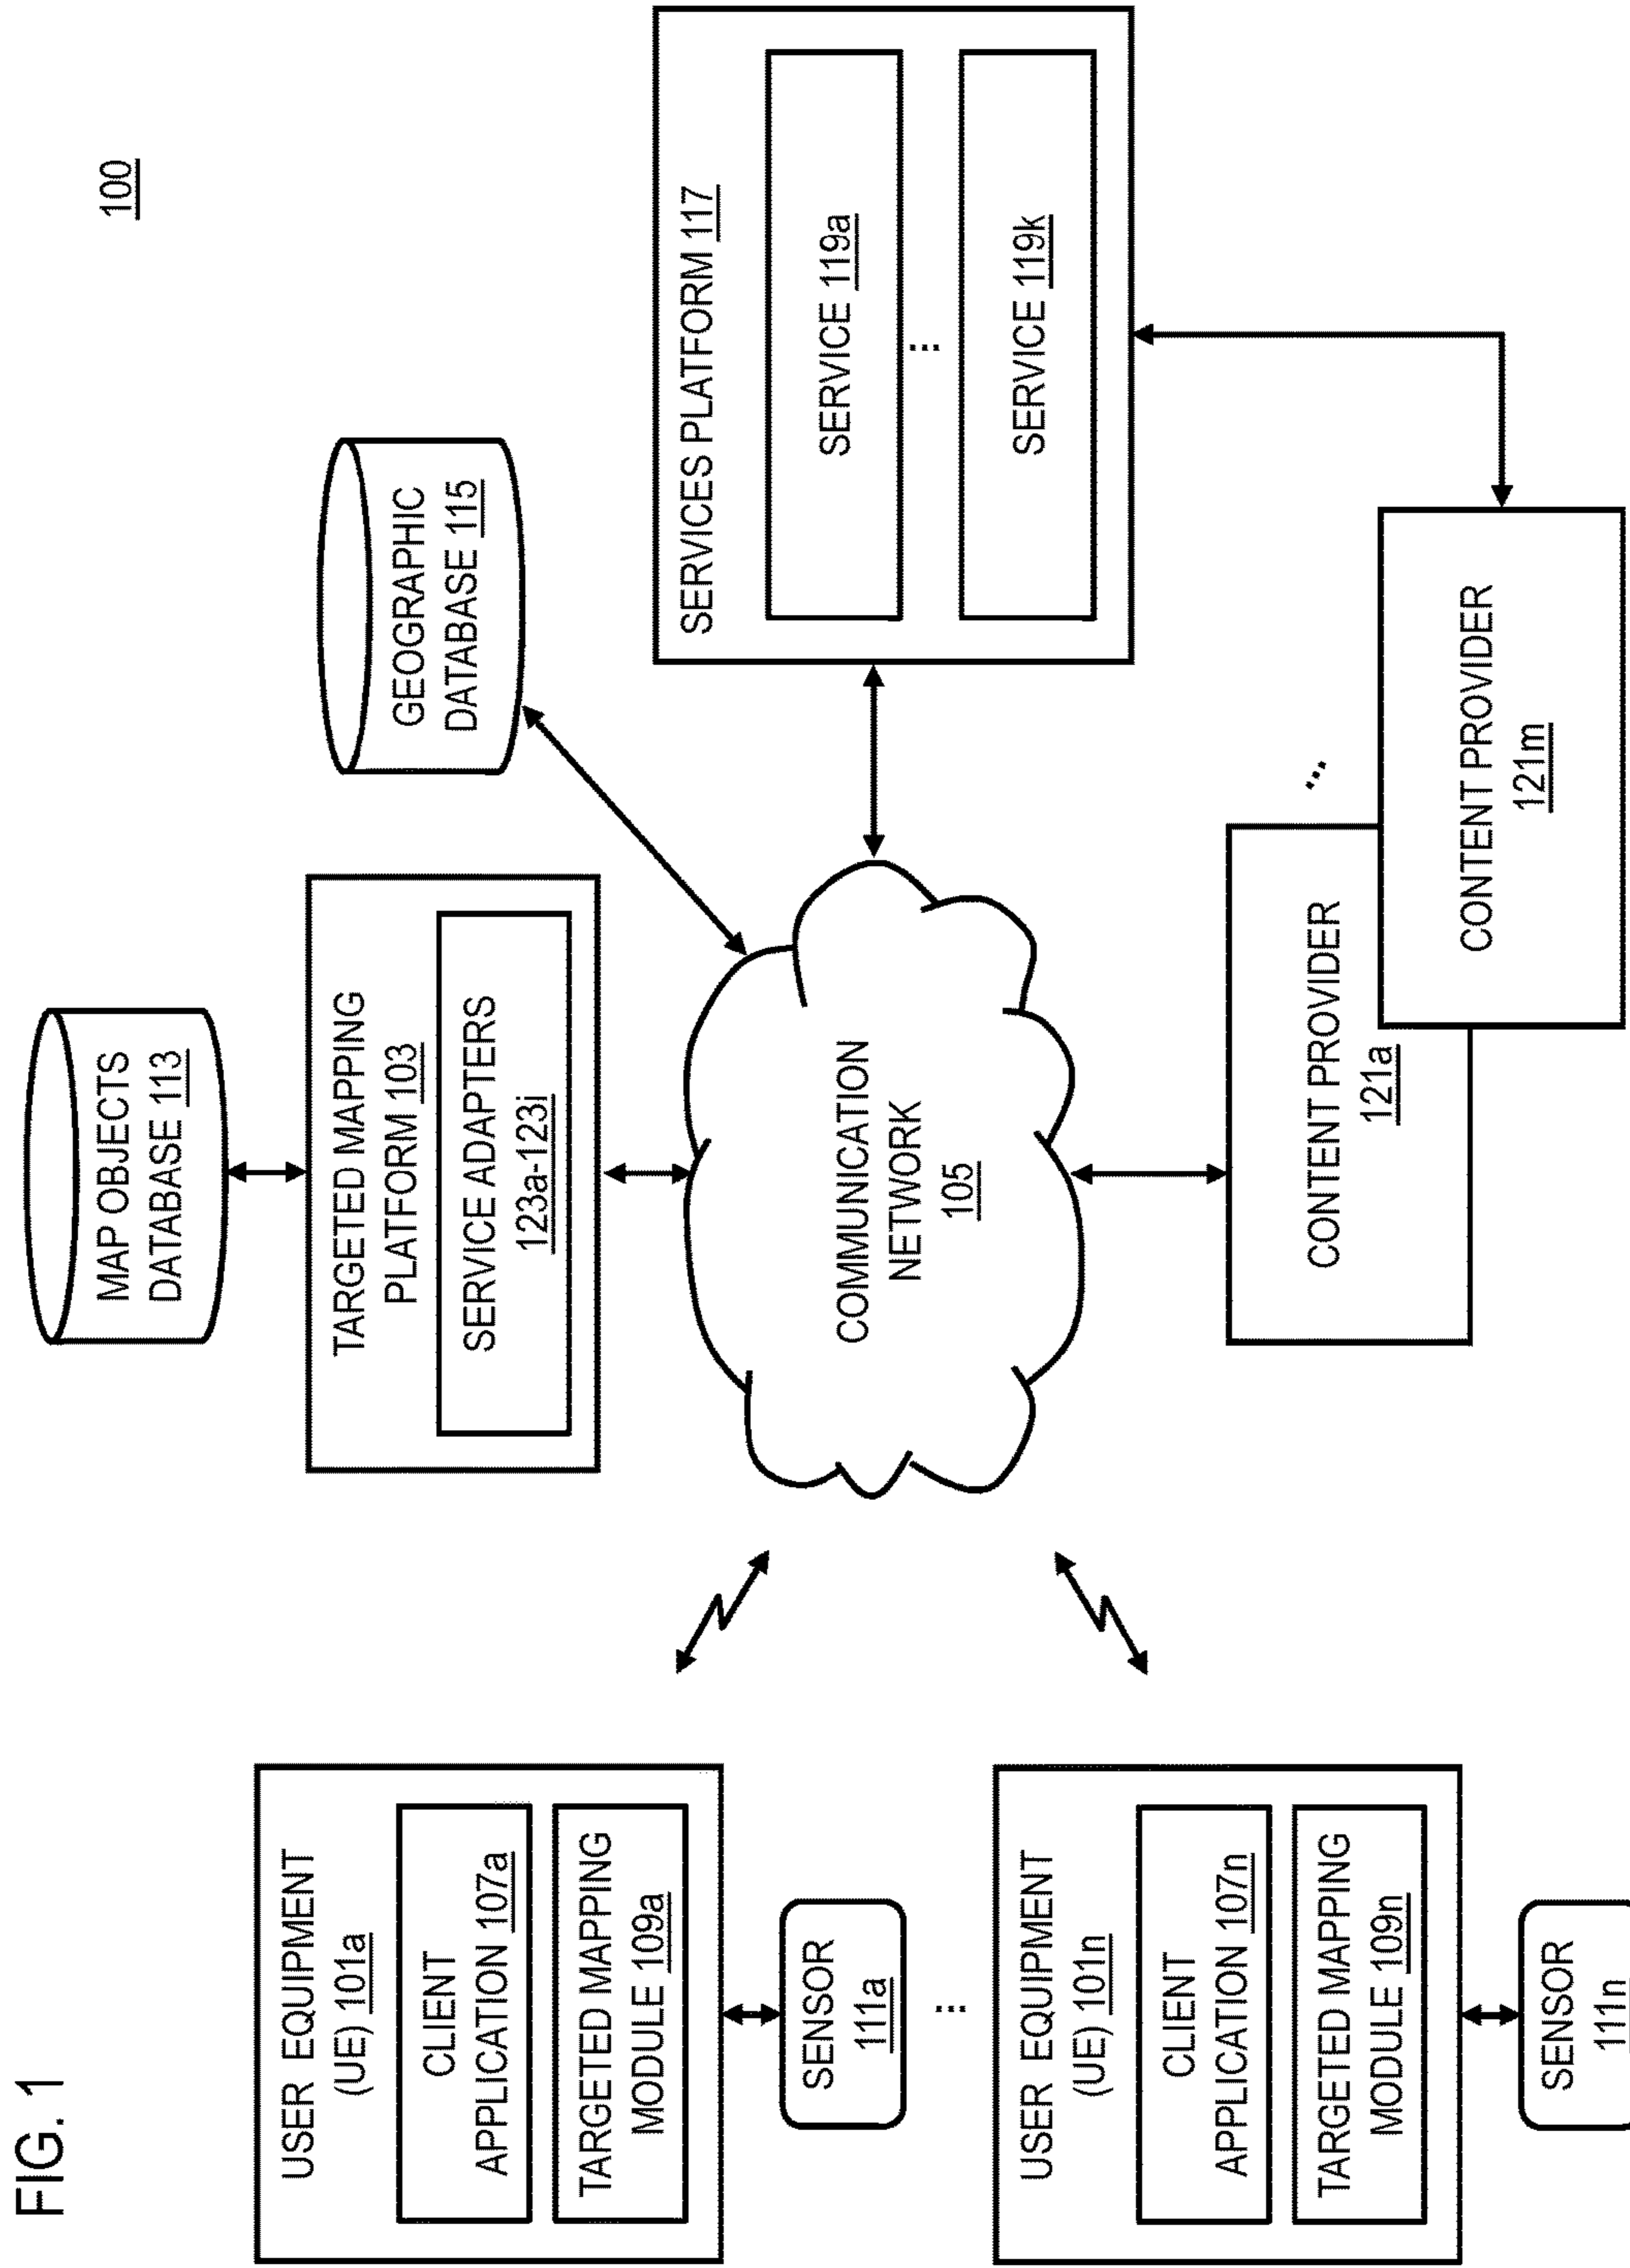 FIG. 1
100
MAP OBJECTS
DATABASE 113
TARGETED MAPPING
PLATFORM 103
SERVICE ADAPTERS
123a-123i
GEOGRAPHIC
DATABASE 115
USER EQUIPMENT
(UE) 101a
CLIENT
APPLICATION 107a
TARGETED MAPPING
MODULE 109a
SENSOR
111a
...
USER EQUIPMENT
(UE) 101n
CLIENT
APPLICATION 107n
TARGETED MAPPING
MODULE 109n
SENSOR
111n
COMMUNICATION
NETWORK
105
SERVICES PLATFORM 117
SERVICE 119a
...
SERVICE 119k
CONTENT PROVIDER
121a
...
CONTENT PROVIDER
121m